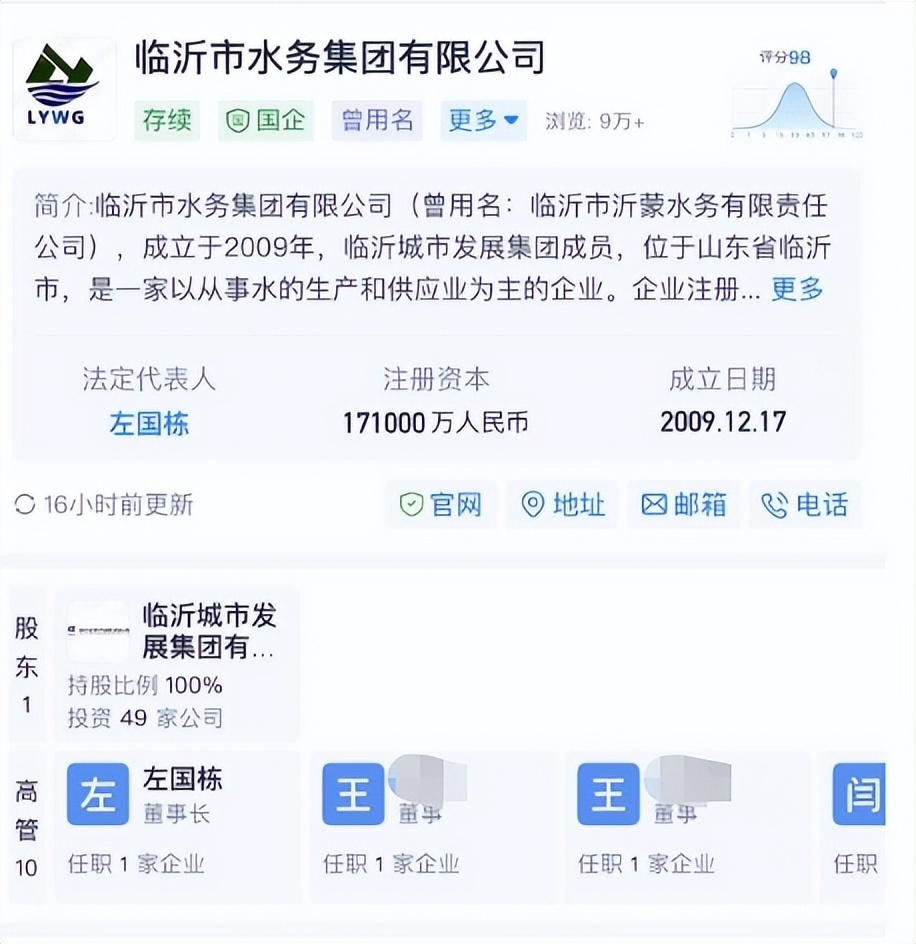 临沂市水务集团有限公司
LYWG
存续 国企 曾用名 更多 浏览: 9万+
评分98
简介:临沂市水务集团有限公司（曾用名：临沂市沂蒙水务有限责任
公司），成立于2009年，临沂城市发展集团成员，位于山东省临沂
市，是一家以从事水的生产和供应业为主的企业。企业注册... 更多
法定代表人 注册资本 成立日期
左国栋 171000万人民币 2009.12.17
16小时前更新 官网 地址 邮箱 电话
股东1
临沂城市发
展集团有...
持股比例 100%
投资 49 家公司
高管10
左 左国栋
董事长
任职 1 家企业
王
董事
任职 1 家企业
王
董事
任职 1 家企业
闫
任职